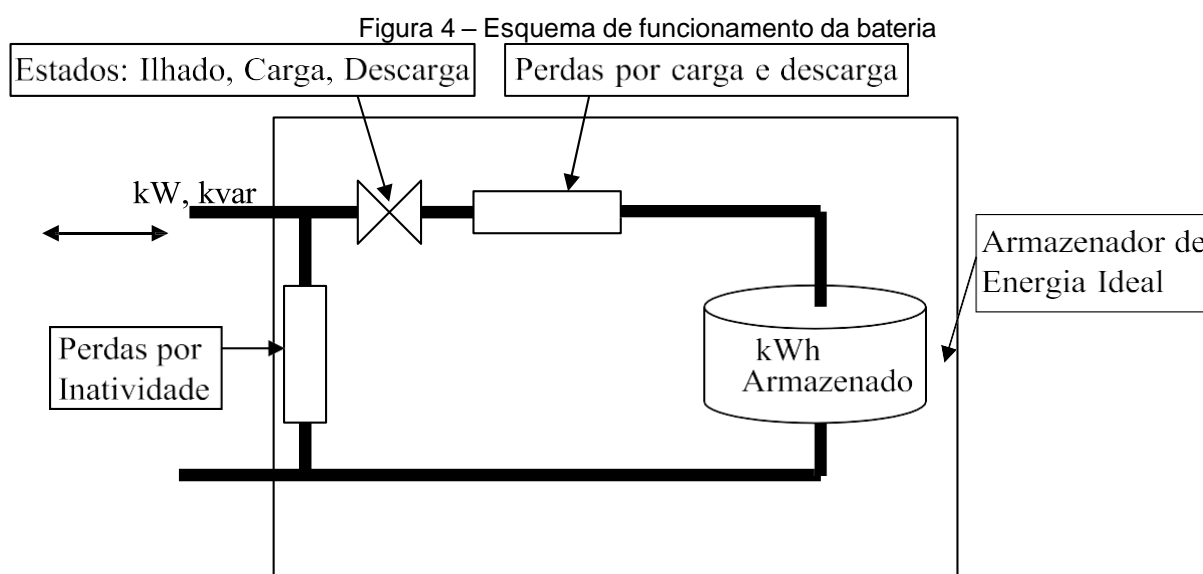 Figura 4 – Esquema de funcionamento da bateria
Estados: Ilhado, Carga, Descarga
Perdas por carga e descarga
kW, kvar
Armazenador de
Energia Ideal
Perdas por
Inatividade
kWh
Armazenado